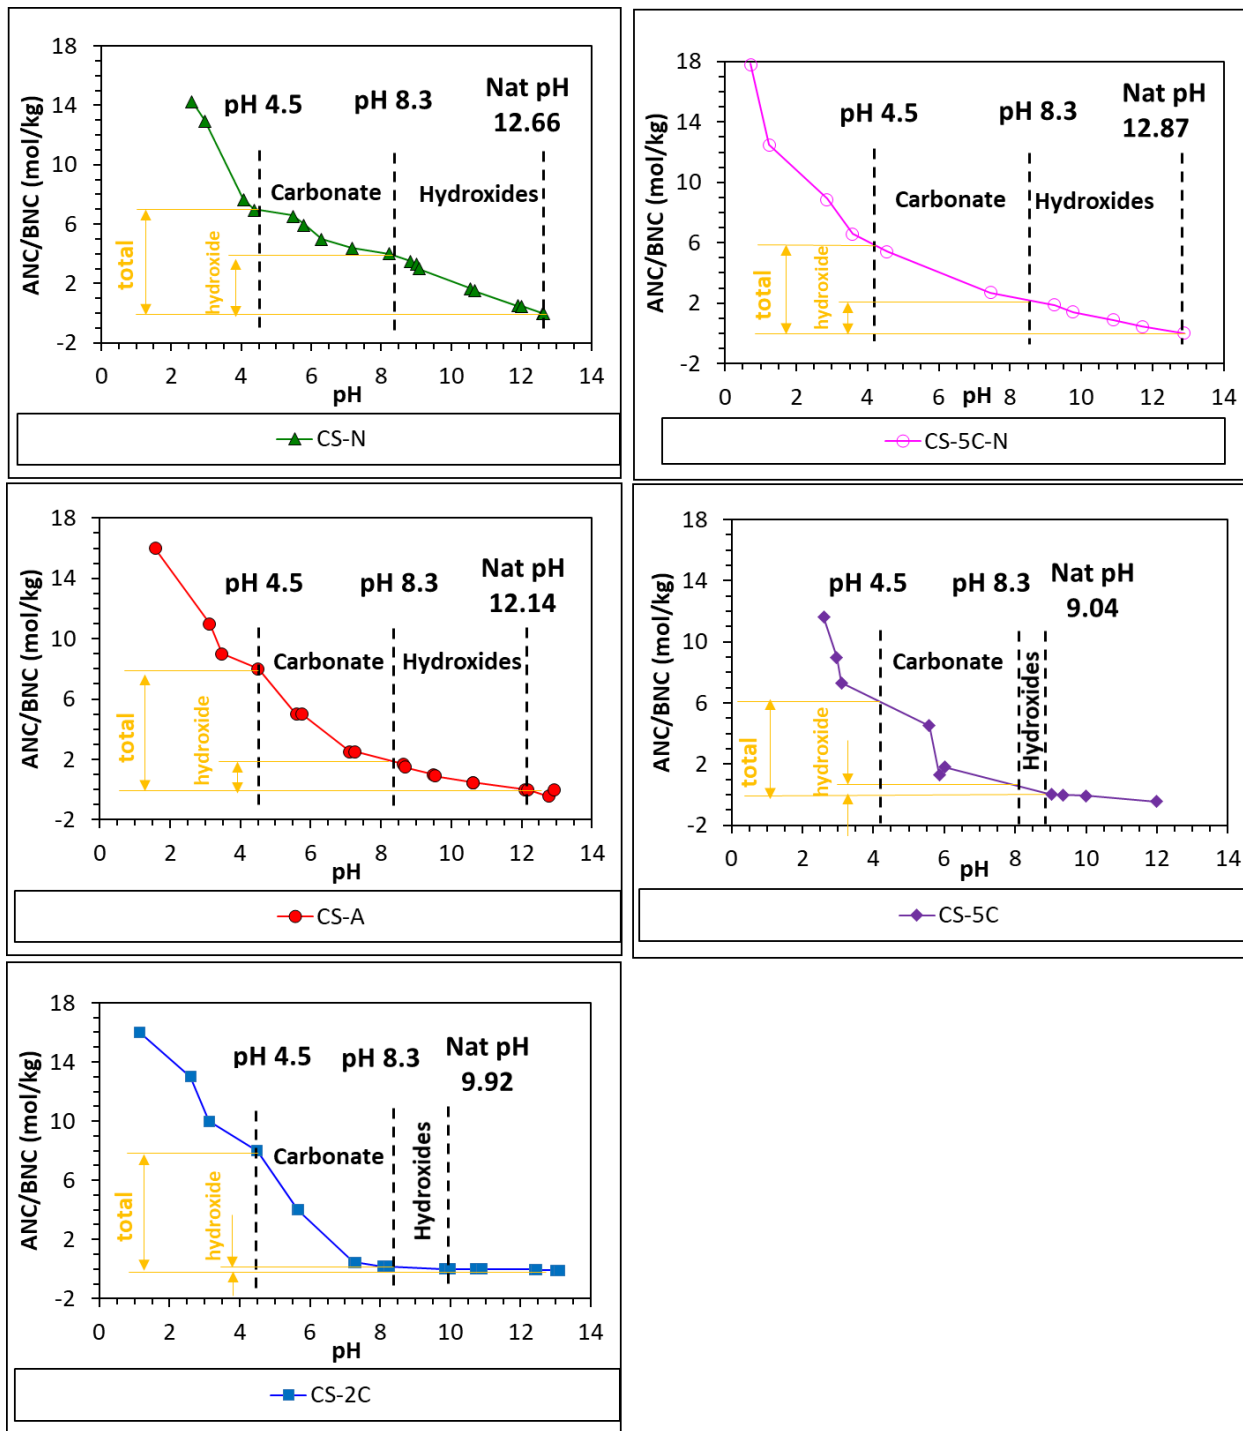 18
14
10
6
2
-2
ANC/BNC (mol/kg)
pH 4.5
pH 8.3
Nat pH
12.66
Carbonate
Hydroxides
total
hydroxide
0 2 4 6 8 10 12 14
pH
CS-N
18
14
10
6
2
-2
ANC/BNC (mol/kg)
pH 4.5
pH 8.3
Nat pH
12.87
Carbonate
Hydroxides
total
hydroxide
0 2 4 6 8 10 12 14
pH
CS-5C-N
18
14
10
6
2
-2
ANC/BNC (mol/kg)
pH 4.5
pH 8.3
Nat pH
12.14
Carbonate
Hydroxides
total
hydroxide
0 2 4 6 8 10 12 14
pH
CS-A
18
14
10
6
2
-2
ANC/BNC (mol/kg)
pH 4.5
pH 8.3
Nat pH
9.04
Carbonate
Hydroxides
total
hydroxide
0 2 4 6 8 10 12 14
pH
CS-5C
18
14
10
6
2
-2
ANC/BNC (mol/kg)
pH 4.5
pH 8.3
Nat pH
9.92
Carbonate
Hydroxides
total
hydroxide
0 2 4 6 8 10 12 14
pH
CS-2C